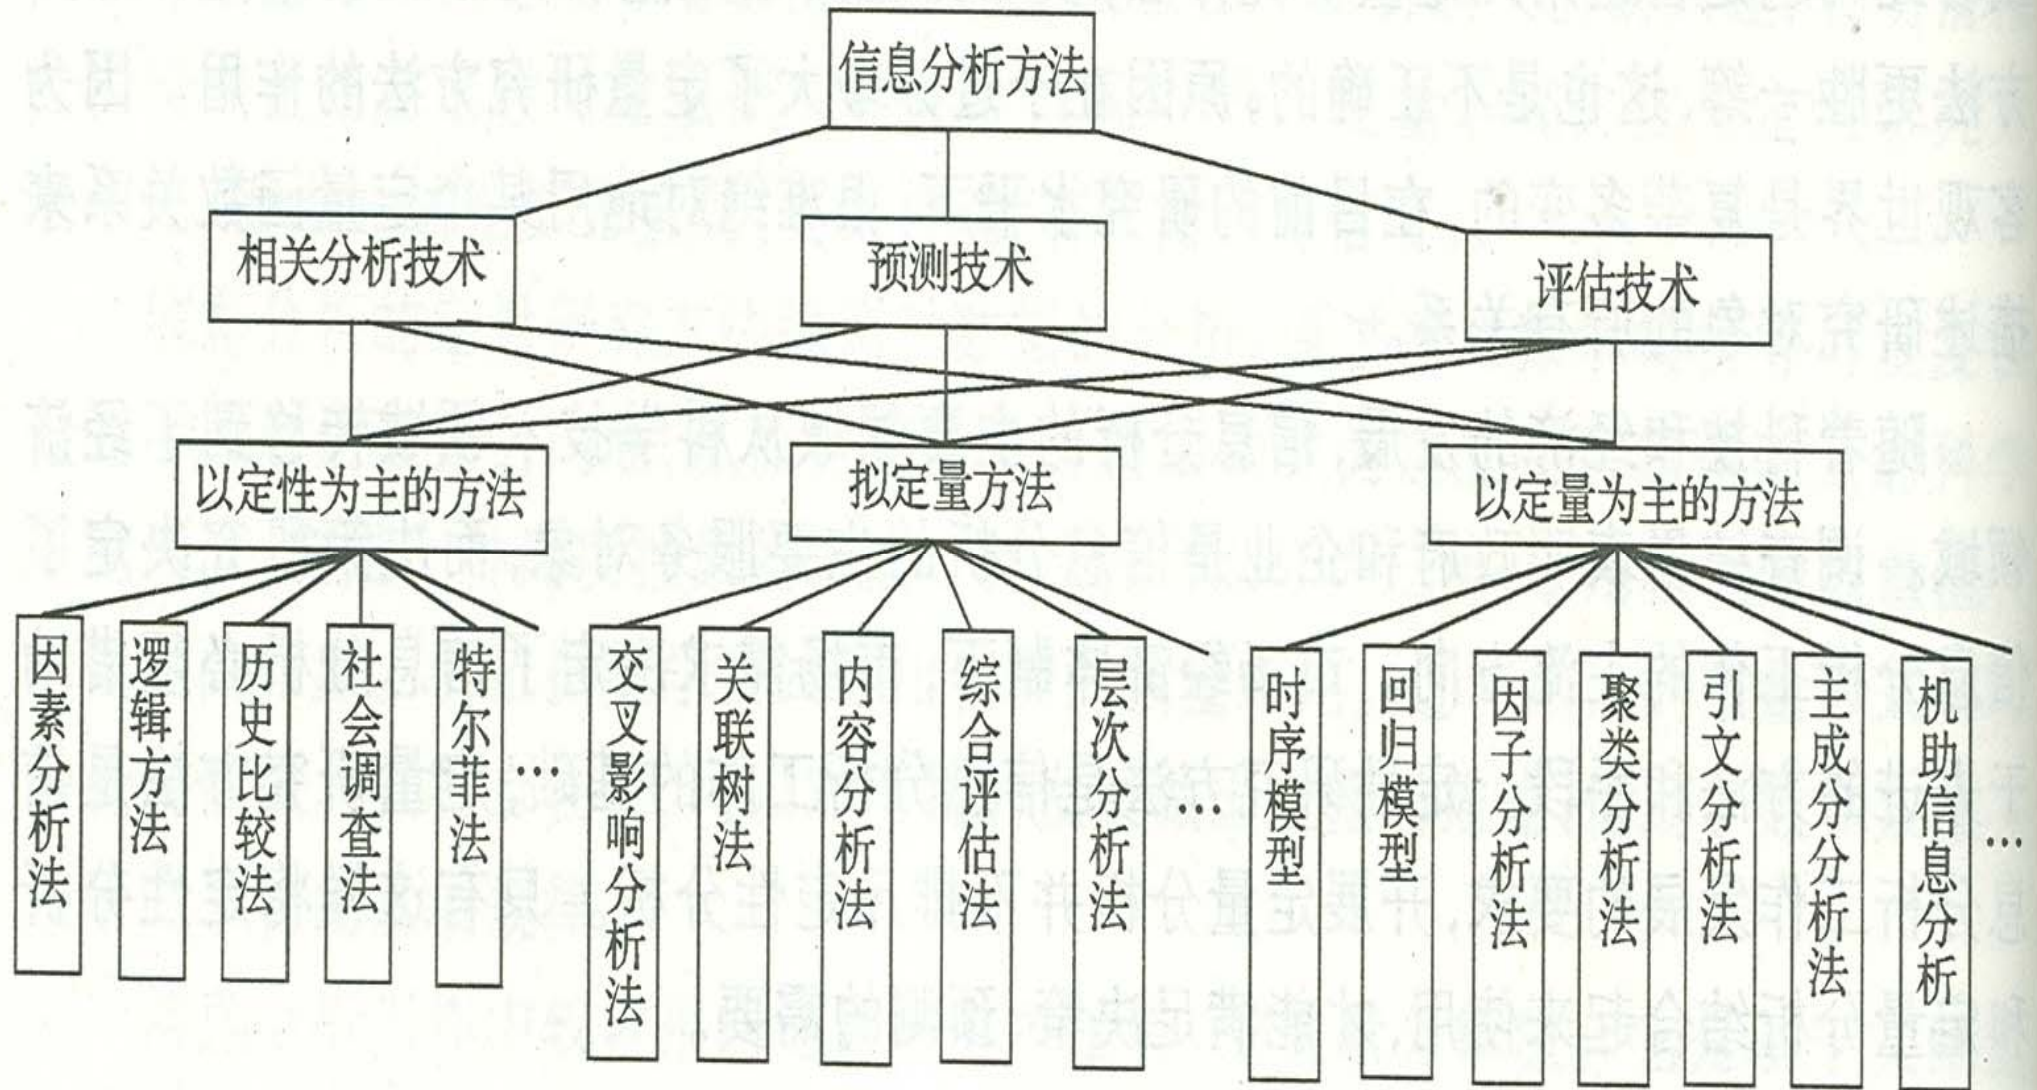 信息分析方法
相关分析技术
预测技术
评估技术
以定性为主的方法
拟定量方法
以定量为主的方法
因素分析法
逻辑方法
历史比较法
社会调查法
特尔菲法
…
交叉影响分析法
关联树法
内容分析法
综合评估法
层次分析法
…
时序模型
回归模型
因子分析法
聚类分析法
引文分析法
主成分分析法
机助信息分析
…